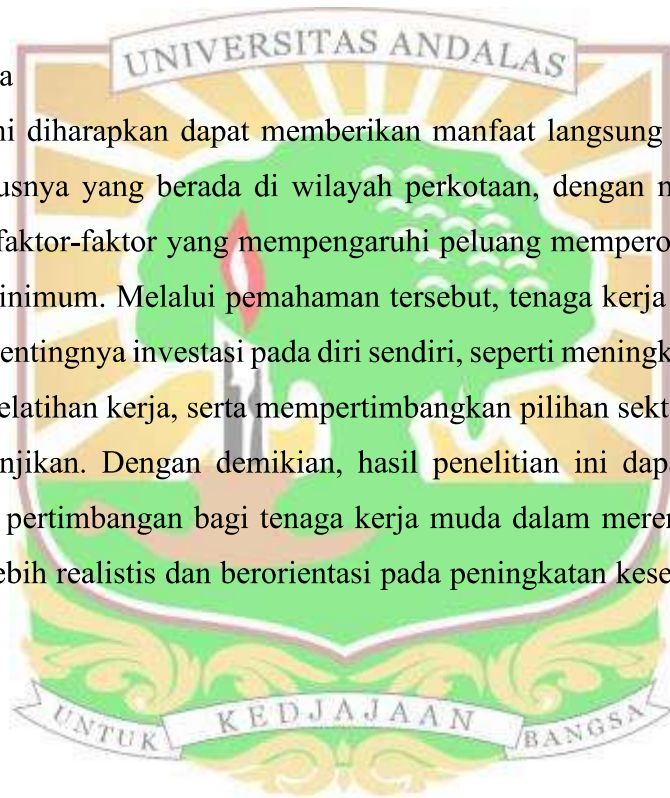 UNIVERSITAS ANDALAS
a
ni diharapkan dapat memberikan manfaat langsung
usnya yang berada di wilayah perkotaan, dengan m
faktor-faktor yang mempengaruhi peluang mempero
inimum. Melalui pemahaman tersebut, tenaga kerja
entingnya investasi pada diri sendiri, seperti meningk
elatihan kerja, serta mempertimbangkan pilihan sekt
njikan. Dengan demikian, hasil penelitian ini dapa
pertimbangan bagi tenaga kerja muda dalam meren
ebih realistis dan berorientasi pada peningkatan kese
UNTUK KEDJAJAAN BANGSA